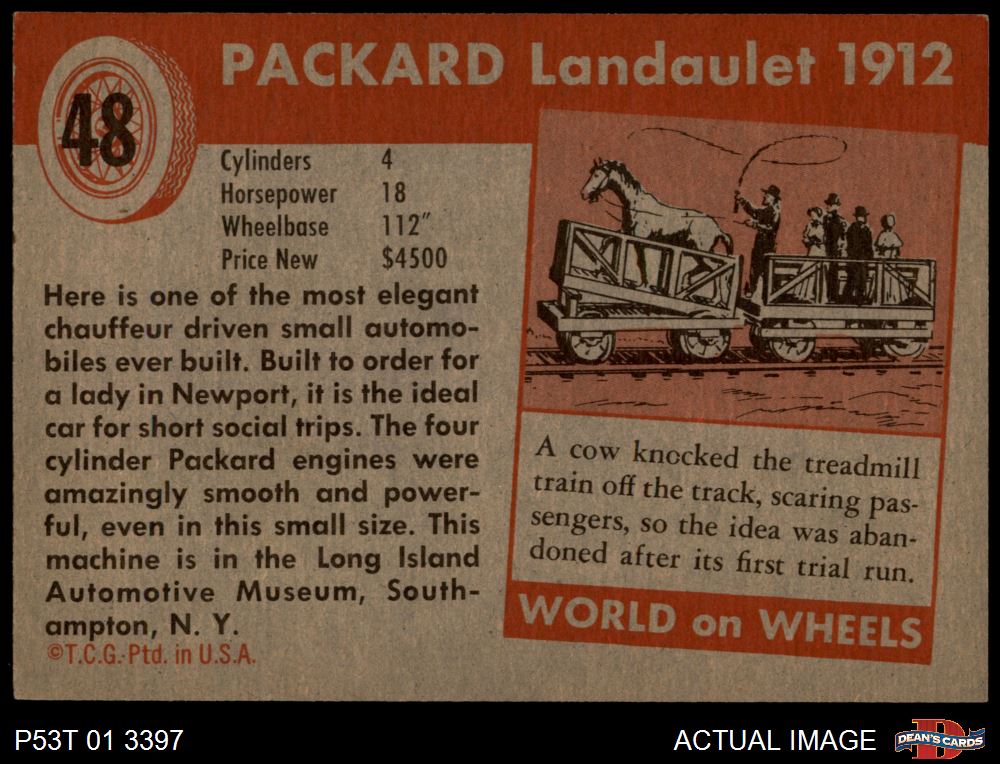 48
PACKARD Landaulet 1912
Cylinders 4
Horsepower 18
Wheelbase 112"
Price New $4500
Here is one of the most elegant
chauffeur driven small automo-
biles ever built. Built to order for
a lady in Newport, it is the ideal
car for short social trips. The four
cylinder Packard engines were
amazingly smooth and power-
ful, even in this small size. This
machine is in the Long Island
Automotive Museum, South-
ampton, N. Y.
©T.C.G.-Ptd. in U.S.A.
A cow knocked the treadmill
train off the track, scaring pas-
sengers, so the idea was aban-
doned after its first trial run.
WORLD on WHEELS
P53T 01 3397
ACTUAL IMAGE
DEAN'S CARDS